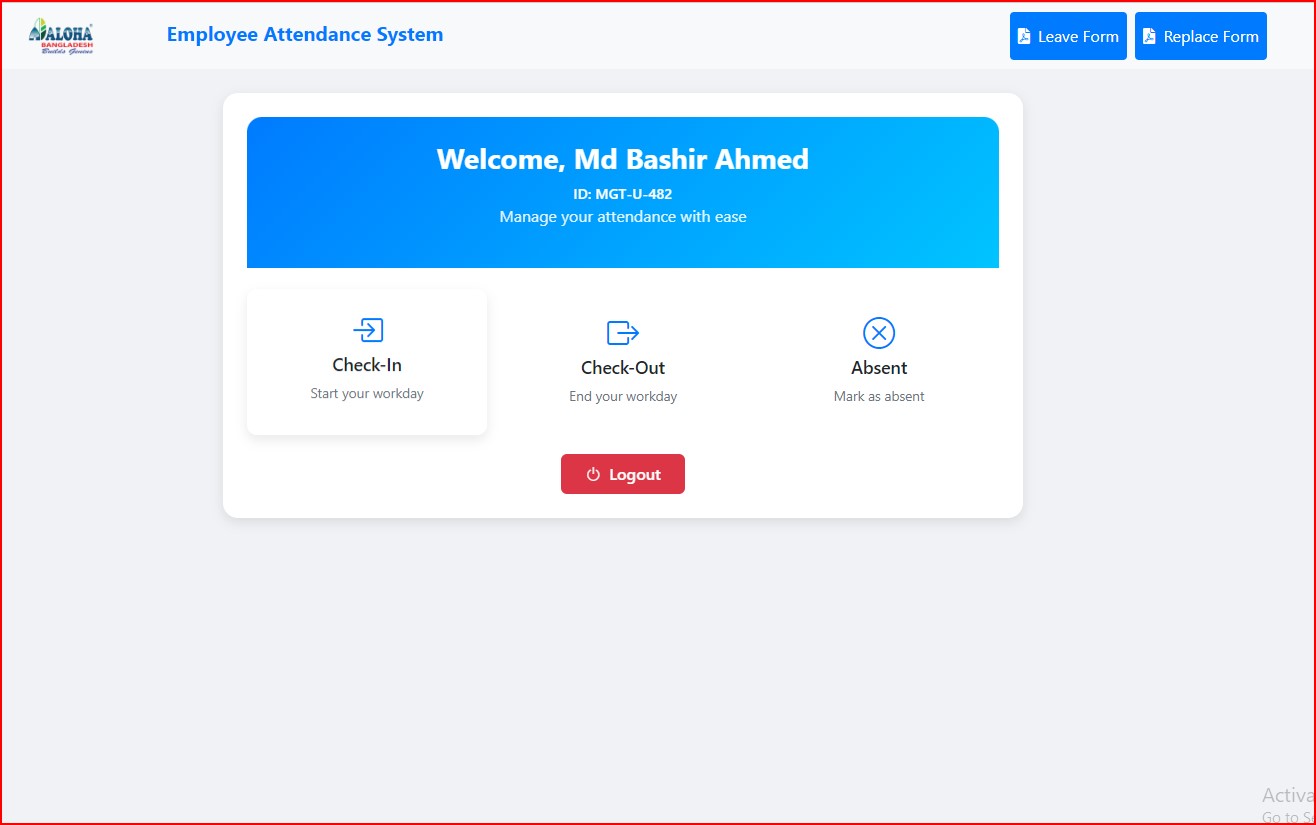 ALOHA
BANGLADESH
Builds Genius
Employee Attendance System
Leave Form
Replace Form
Welcome, Md Bashir Ahmed
ID: MGT-U-482
Manage your attendance with ease
Check-In
Start your workday
Check-Out
End your workday
Absent
Mark as absent
Logout
Activa
Go to S